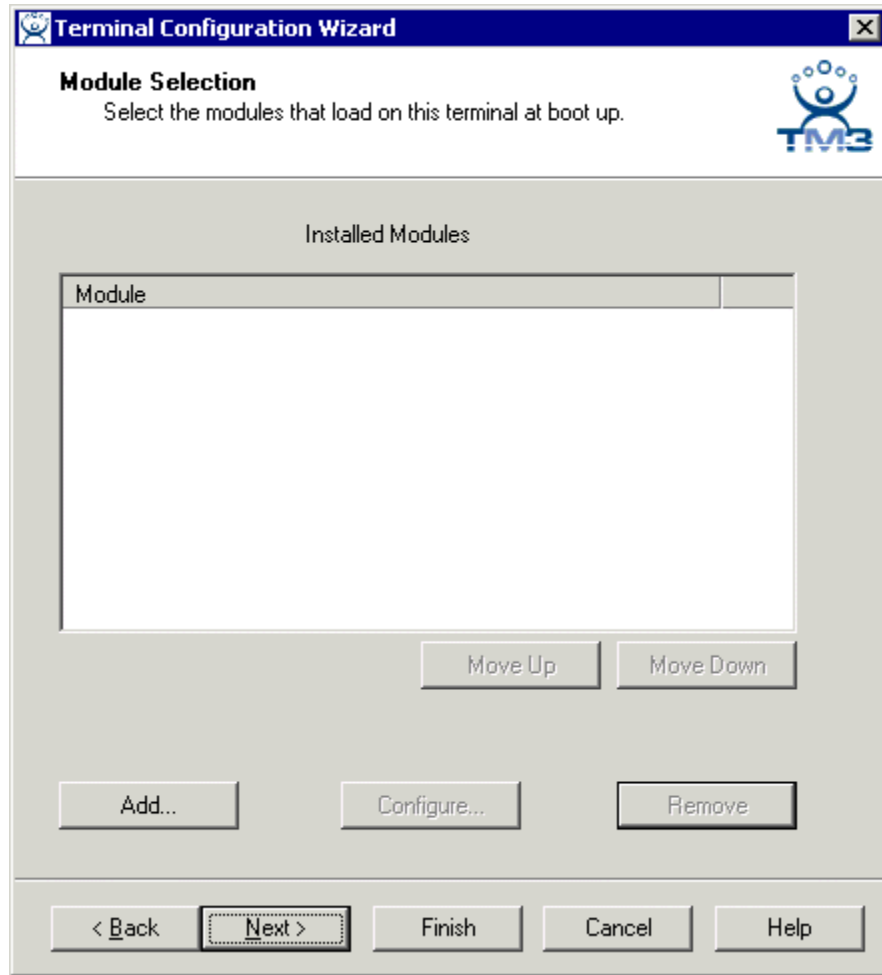 Terminal Configuration Wizard
Module Selection
Select the modules that load on this terminal at boot up.
TM3
Installed Modules
Module
Move Up
Move Down
Add...
Configure...
Remove
< Back
Next >
Finish
Cancel
Help